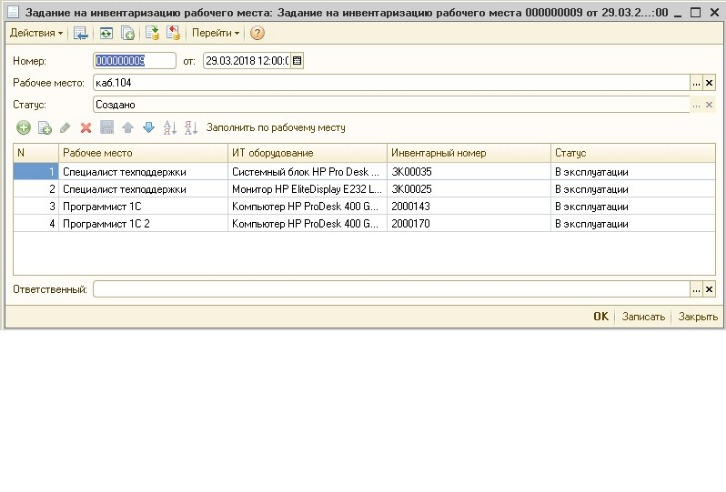 Задание на инвентаризацию рабочего места: Задание на инвентаризацию рабочего места 000000009 от 29.03.2...:00
Действия Перейти
Номер: 000000009 от: 29.03.2018 12:00:0
Рабочее место: каб.104
Статус: Создано
Заполнить по рабочему месту
N Рабочее место ИТ оборудование Инвентарный номер Статус
1 Специалист техподдержки Системный блок HP Pro Desk ... ЗК00035 В эксплуатации
2 Специалист техподдержки Монитор HP EliteDisplay E232 L... ЗК00025 В эксплуатации
3 Программист 1С Компьютер HP ProDesk 400 G... 2000143 В эксплуатации
4 Программист 1С 2 Компьютер HP ProDesk 400 G... 2000170 В эксплуатации
Ответственный:
OK Записать Закрыть